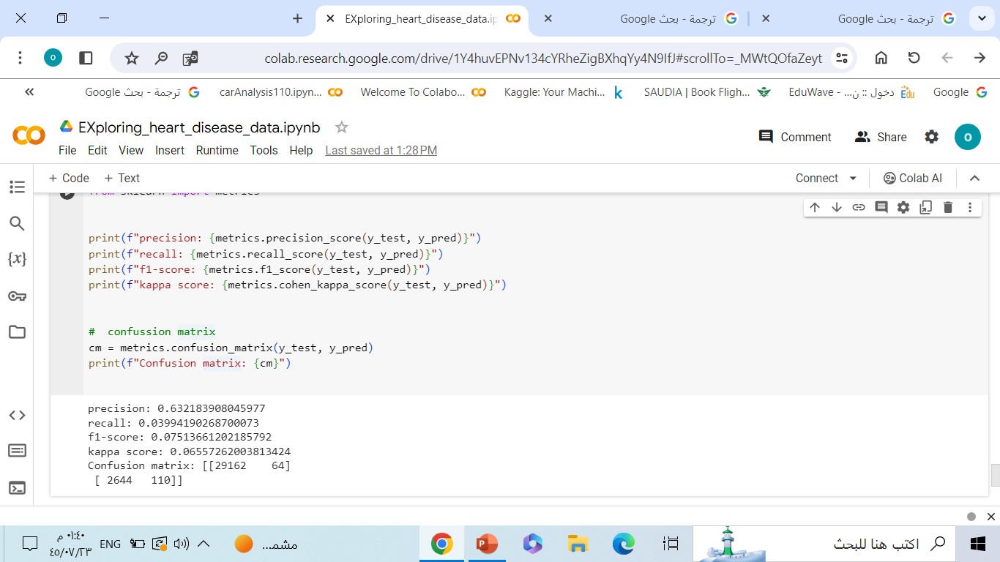 EXploring_heart_disease_data.ip
ترجمة - بحث Google
ترجمة - بحث Google
colab.research.google.com/drive/1Y4huvEPNv134cYRheZigBXhqYy4N9IfJ#scrollTo=_MWtQOfaZeyt
ترجمة - بحث Google
carAnalysis110.ipyn...
Welcome To Colabo...
Kaggle: Your Machi...
SAUDIA | Book Fligh...
EduWave - دخول :: ن...
Google
EXploring_heart_disease_data.ipynb
Comment
Share
o
File Edit View Insert Runtime Tools Help Last saved at 1:28 PM
+ Code + Text
Connect
Colab AI
from sklearn import metrics
print(f"precision: {metrics.precision_score(y_test, y_pred)}")
print(f"recall: {metrics.recall_score(y_test, y_pred)}")
print(f"f1-score: {metrics.f1_score(y_test, y_pred)}")
print(f"kappa score: {metrics.cohen_kappa_score(y_test, y_pred)}")
# confussion matrix
cm = metrics.confusion_matrix(y_test, y_pred)
print(f"Confusion matrix: {cm}")
precision: 0.632183908045977
recall: 0.03994190268700073
f1-score: 0.07513661202185792
kappa score: 0.06557262003813424
Confusion matrix: [[29162 64]
[ 2644 110]]
٠١:٤٠ م
٤٥/٠٧/٢٣
ENG
مشمـ...
اكتب هنا للبحث